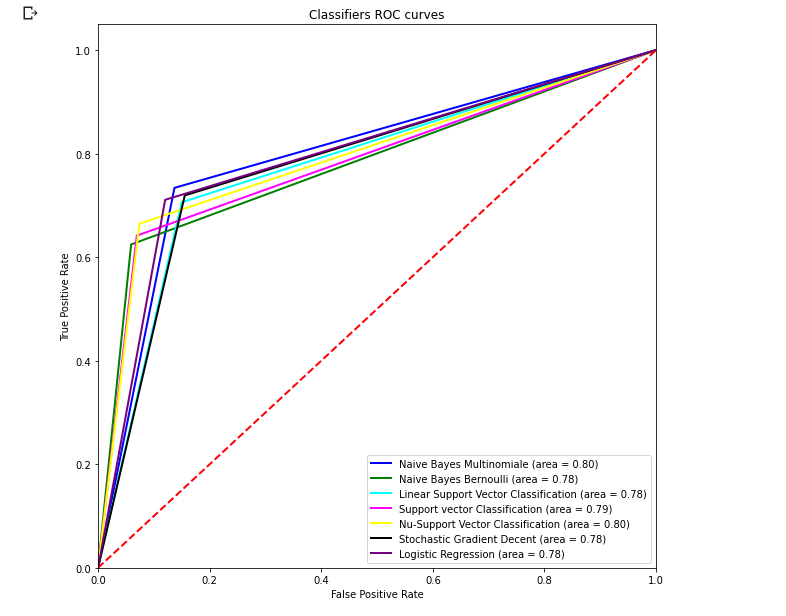 Classifiers ROC curves
1.0
0.8
0.6
0.4
0.2
0.0
True Positive Rate
Naive Bayes Multinomiale (area = 0.80)
Naive Bayes Bernoulli (area = 0.78)
Linear Support Vector Classification (area = 0.78)
Support vector Classification (area = 0.79)
Nu-Support Vector Classification (area = 0.80)
Stochastic Gradient Decent (area = 0.78)
Logistic Regression (area = 0.78)
0.0 0.2 0.4 0.6 0.8 1.0
False Positive Rate